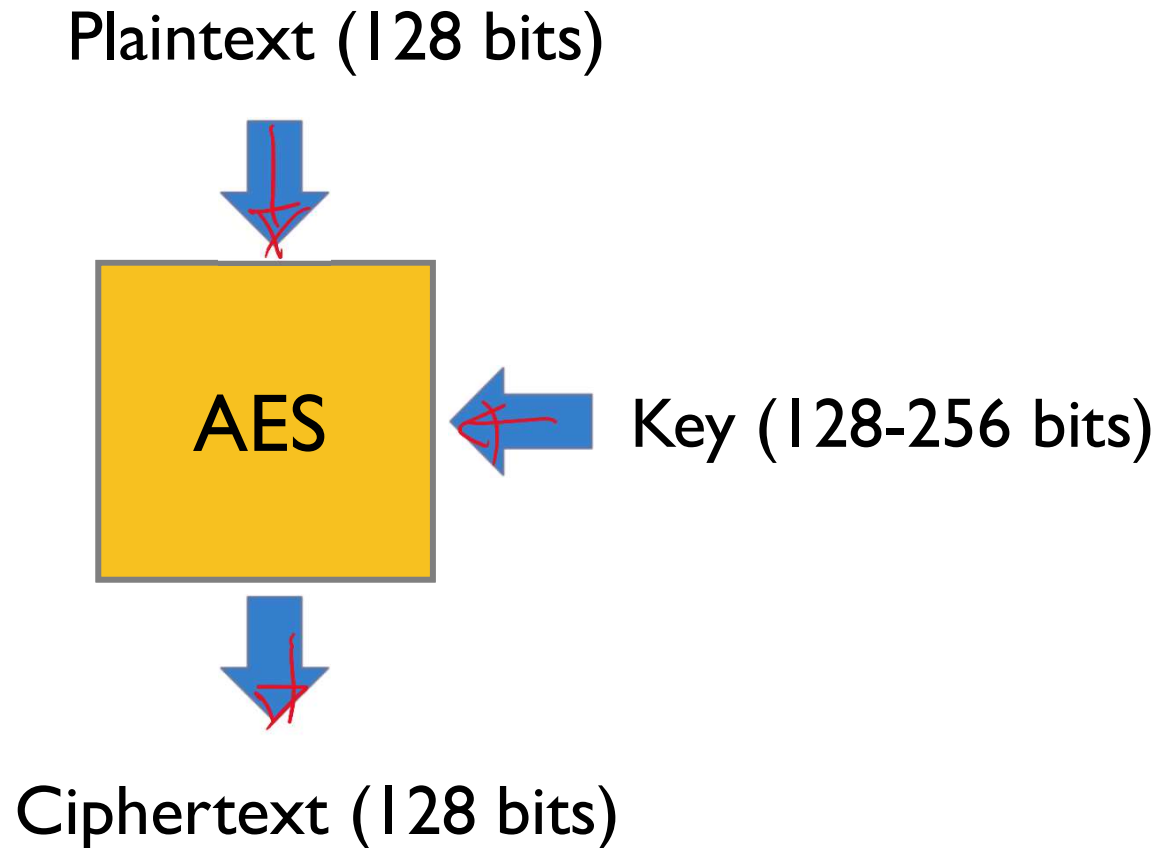 Plaintext (128 bits)
AES
Key (128-256 bits)
Ciphertext (128 bits)